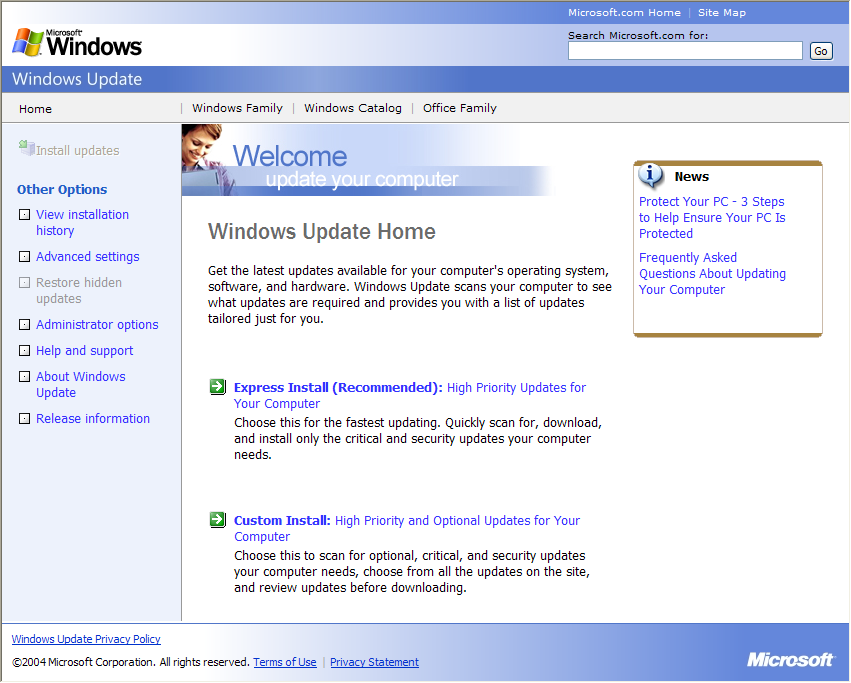 Microsoft.com Home | Site Map
Microsoft
Windows
Search Microsoft.com for:
Go
Windows Update
Home | Windows Family | Windows Catalog | Office Family
Install updates
Other Options
View installation
history
Advanced settings
Restore hidden
updates
Administrator options
Help and support
About Windows
Update
Release information
Welcome
update your computer
Windows Update Home
Get the latest updates available for your computer's operating system,
software, and hardware. Windows Update scans your computer to see
what updates are required and provides you with a list of updates
tailored just for you.
Express Install (Recommended): High Priority Updates for
Your Computer
Choose this for the fastest updating. Quickly scan for, download,
and install only the critical and security updates your computer
needs.
Custom Install: High Priority and Optional Updates for Your
Computer
Choose this to scan for optional, critical, and security updates
your computer needs, choose from all the updates on the site,
and review updates before downloading.
News
Protect Your PC - 3 Steps
to Help Ensure Your PC Is
Protected
Frequently Asked
Questions About Updating
Your Computer
Windows Update Privacy Policy
©2004 Microsoft Corporation. All rights reserved. Terms of Use | Privacy Statement
Microsoft